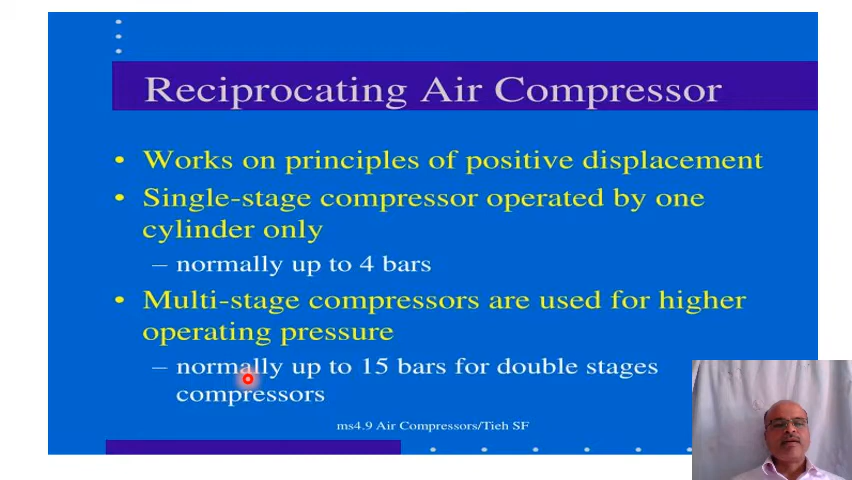 Reciprocating Air Compressor
• Works on principles of positive displacement
• Single-stage compressor operated by one
cylinder only
– normally up to 4 bars
• Multi-stage compressors are used for higher
operating pressure
– normally up to 15 bars for double stages
compressors
ms4.9 Air Compressors/Tieh SF